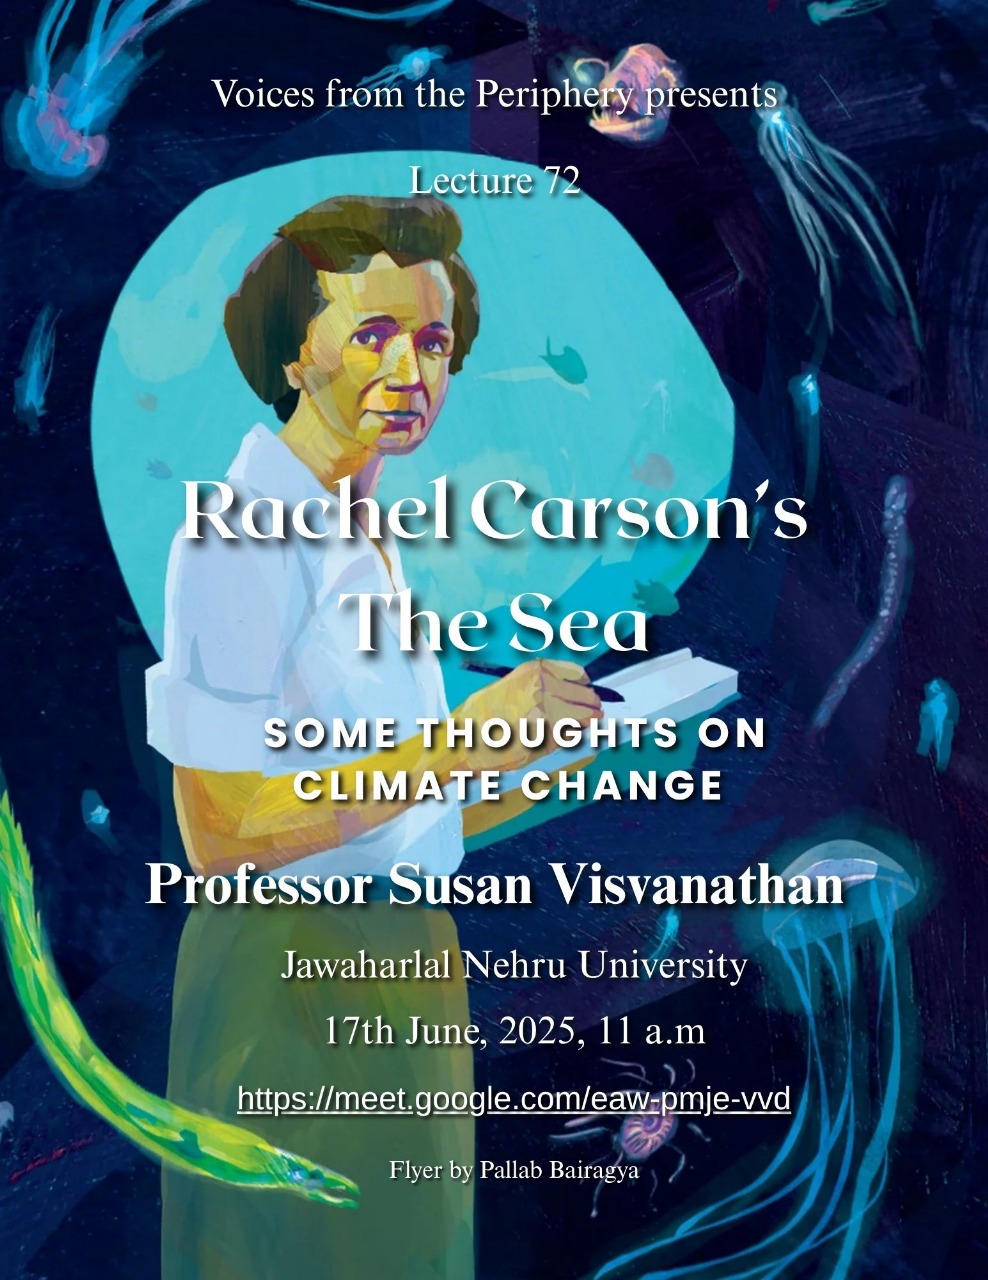 Voices from the Periphery presents
Lecture 72
Rachel Carson's
The Sea
SOME THOUGHTS ON
CLIMATE CHANGE
Professor Susan Visvanathan
Jawaharlal Nehru University
17th June, 2025, 11 a.m
https://meet.google.com/eaw-pmje-vvd
Flyer by Pallab Bairagya